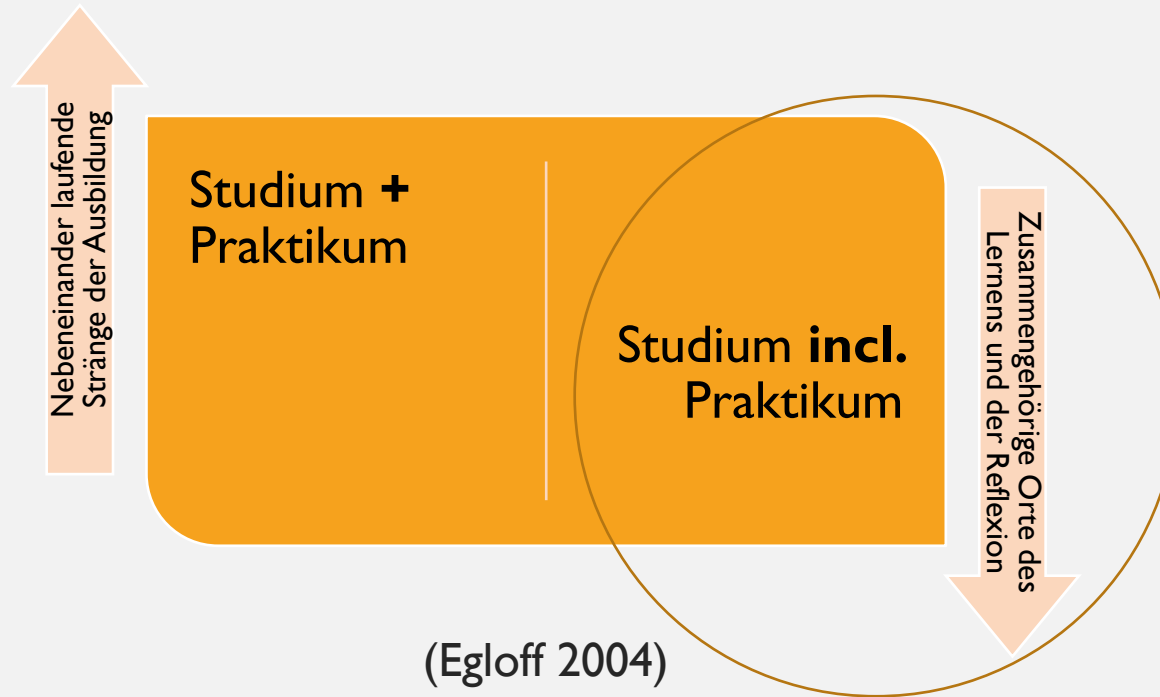 Nebeneinander laufende
Stränge der Ausbildung
Studium +
Praktikum
Studium incl.
Praktikum
Zusammengehörige Orte des
Lernens und der Reflexion
(Egloff 2004)